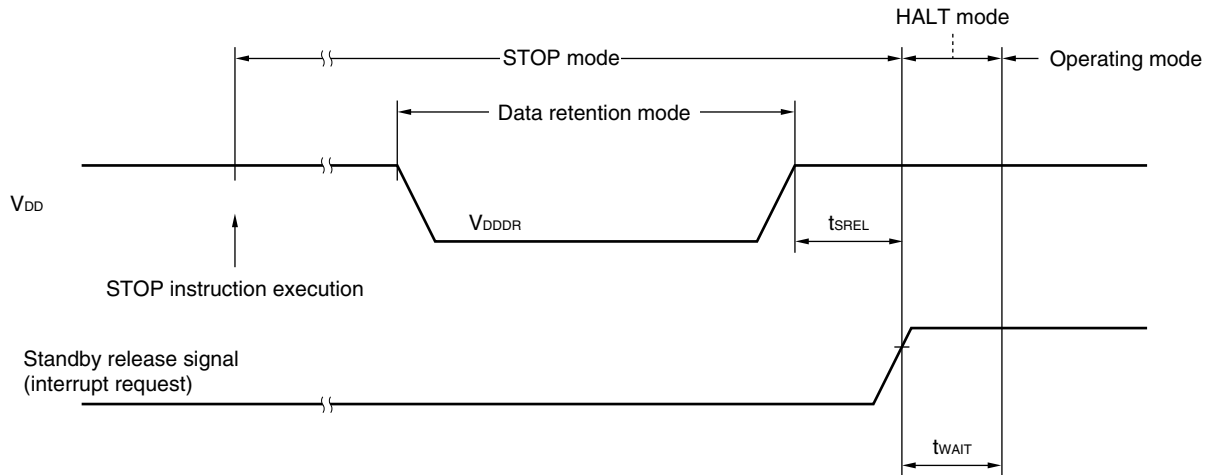 HALT mode
STOP mode
Operating mode
Data retention mode
VDD
VDDDR
tSREL
STOP instruction execution
Standby release signal
(interrupt request)
tWAIT